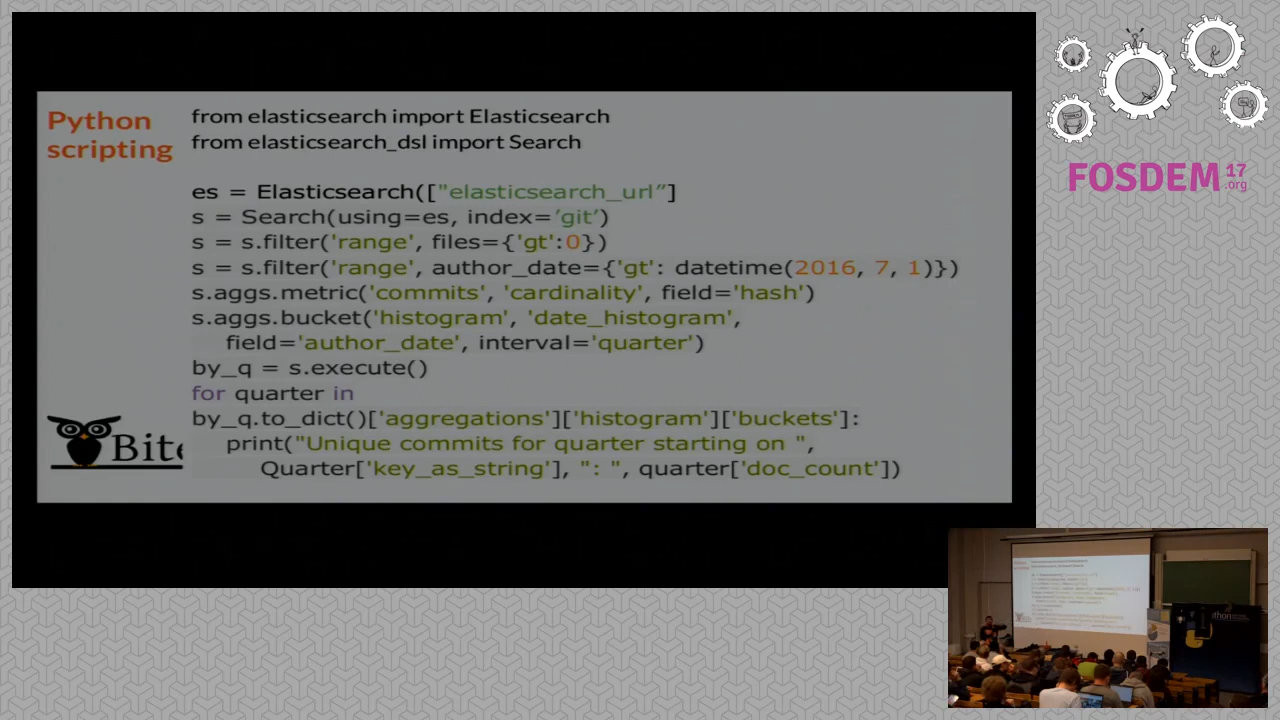 Python
scripting
from elasticsearch import Elasticsearch
from elasticsearch_dsl import Search
es = Elasticsearch(["elasticsearch_url”]
s = Search(using=es, index=’git’)
s = s.filter('range', files={'gt':0})
s = s.filter('range', author_date={'gt': datetime(2016, 7, 1)})
s.aggs.metric('commits', 'cardinality', field='hash')
s.aggs.bucket('histogram', 'date_histogram',
field='author_date', interval='quarter')
by_q = s.execute()
for quarter in
by_q.to_dict()['aggregations']['histogram']['buckets']:
print("Unique commits for quarter starting on ",
Quarter['key_as_string'], ": ", quarter['doc_count'])
Bite
FOSDEM 17
.org